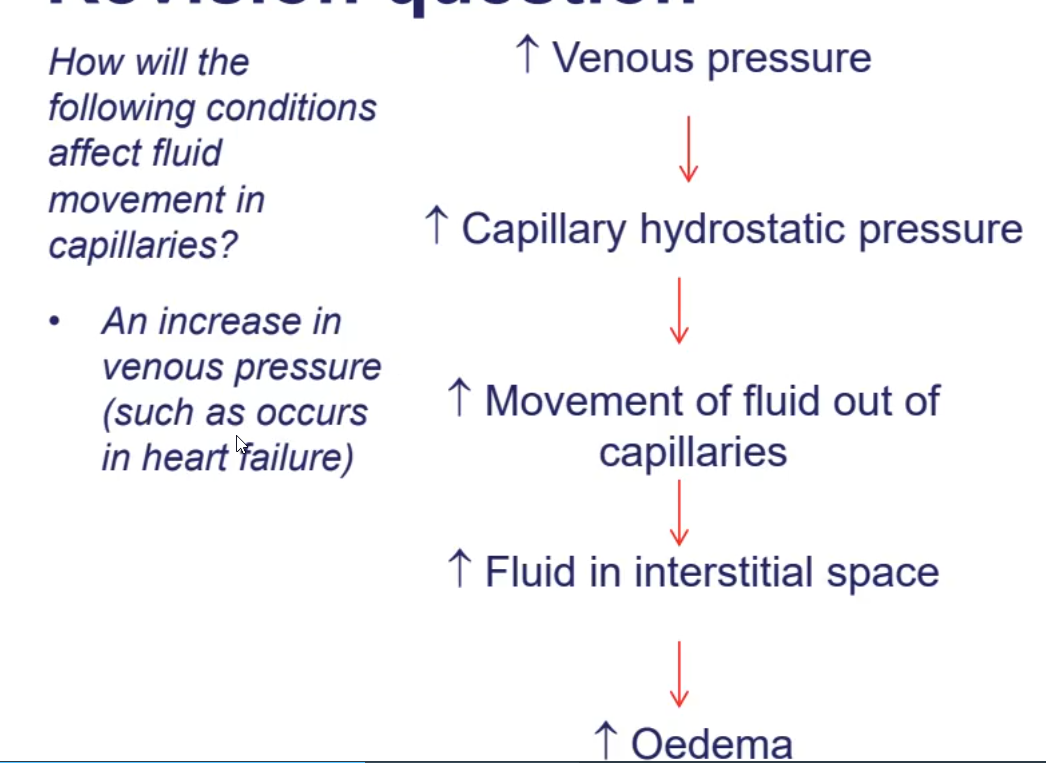 Revision question
How will the
following conditions
affect fluid
movement in
capillaries?
• An increase in
venous pressure
(such as occurs
in heart failure)
↑ Venous pressure
↑ Capillary hydrostatic pressure
↑ Movement of fluid out of
capillaries
↑ Fluid in interstitial space
↑ Oedema